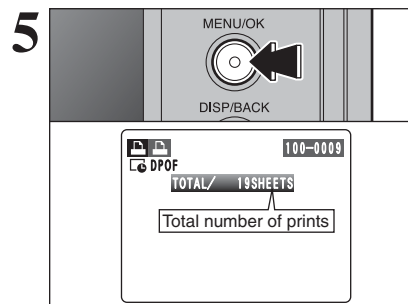 5
MENU/OK
DISP/BACK
100-0009
DPOF
TOTAL/ 19SHEETS
Total number of prints